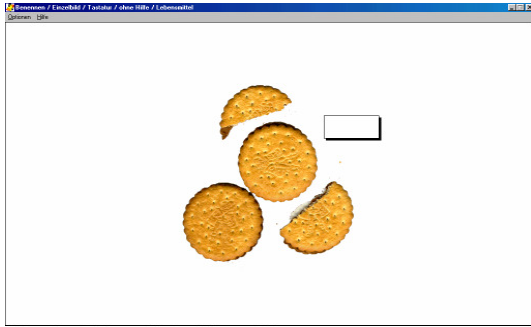 Benennen / Einzelbild / Tastatur / ohne Hilfe / Lebensmittel
Optionen Hilfe